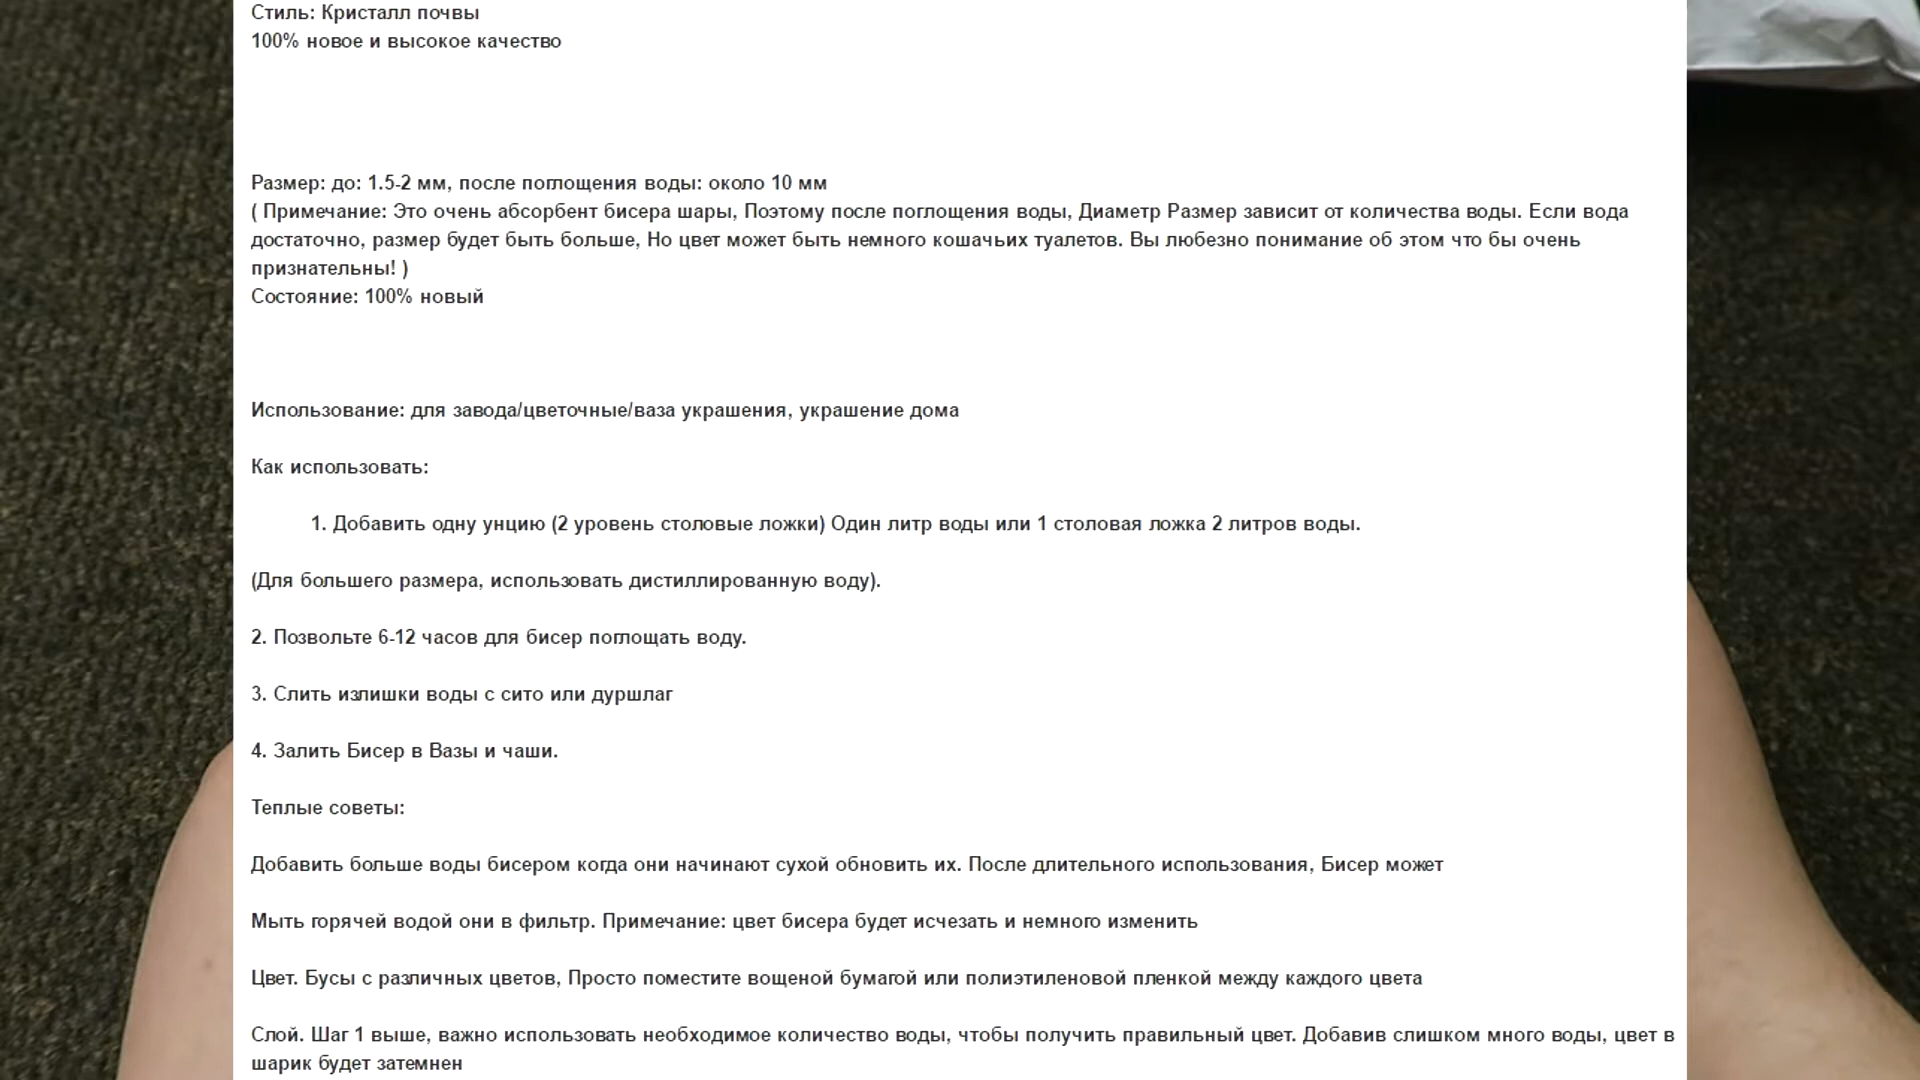 Стиль: Кристалл почвы
100% новое и высокое качество
Размер: до: 1.5-2 мм, после поглощения воды: около 10 мм
( Примечание: Это очень абсорбент бисера шары, Поэтому после поглощения воды, Диаметр Размер зависит от количества воды. Если вода
достаточно, размер будет быть больше, Но цвет может быть немного кошачьих туалетов. Вы любезно понимание об этом что бы очень
признательны! )
Состояние: 100% новый
Использование: для завода/цветочные/ваза украшения, украшение дома
Как использовать:
1. Добавить одну унцию (2 уровень столовые ложки) Один литр воды или 1 столовая ложка 2 литров воды.
(Для большего размера, использовать дистиллированную воду).
2. Позвольте 6-12 часов для бисер поглощать воду.
3. Слить излишки воды с сито или дуршлаг
4. Залить Бисер в Вазы и чаши.
Теплые советы:
Добавить больше воды бисером когда они начинают сухой обновить их. После длительного использования, Бисер может
Мыть горячей водой они в фильтр. Примечание: цвет бисера будет исчезать и немного изменить
Цвет. Бусы с различных цветов, Просто поместите вощеной бумагой или полиэтиленовой пленкой между каждого цвета
Слой. Шаг 1 выше, важно использовать необходимое количество воды, чтобы получить правильный цвет. Добавив слишком много воды, цвет в
шарик будет затемнен